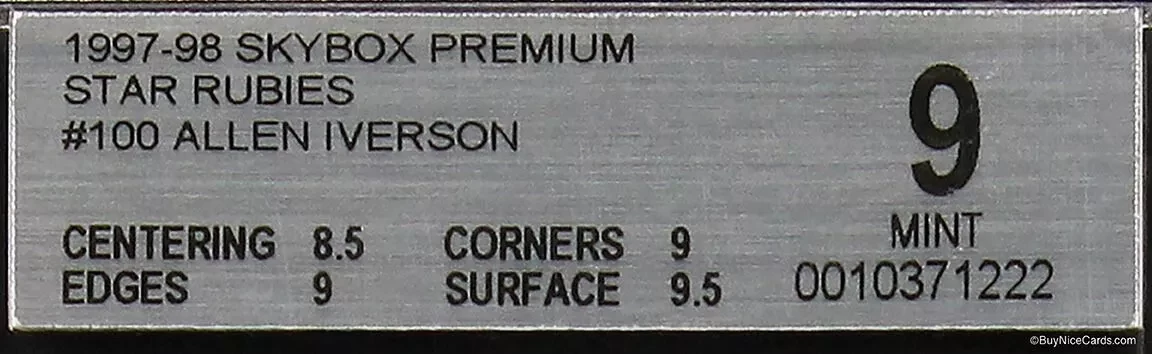 1997-98 SKYBOX PREMIUM
STAR RUBIES
#100 ALLEN IVERSON
9
MINT
0010371222
CENTERING 8.5 CORNERS 9
EDGES 9 SURFACE 9.5
©BuyNiceCards.com